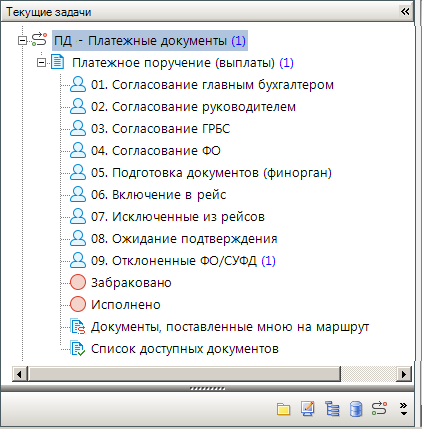 Текущие задачи
ПД - Платежные документы (1)
Платежное поручение (выплаты) (1)
01. Согласование главным бухгалтером
02. Согласование руководителем
03. Согласование ГРБС
04. Согласование ФО
05. Подготовка документов (финорган)
06. Включение в рейс
07. Исключенные из рейсов
08. Ожидание подтверждения
09. Отклоненные ФО/СУФД (1)
Забраковано
Исполнено
Документы, поставленные мною на маршрут
Список доступных документов